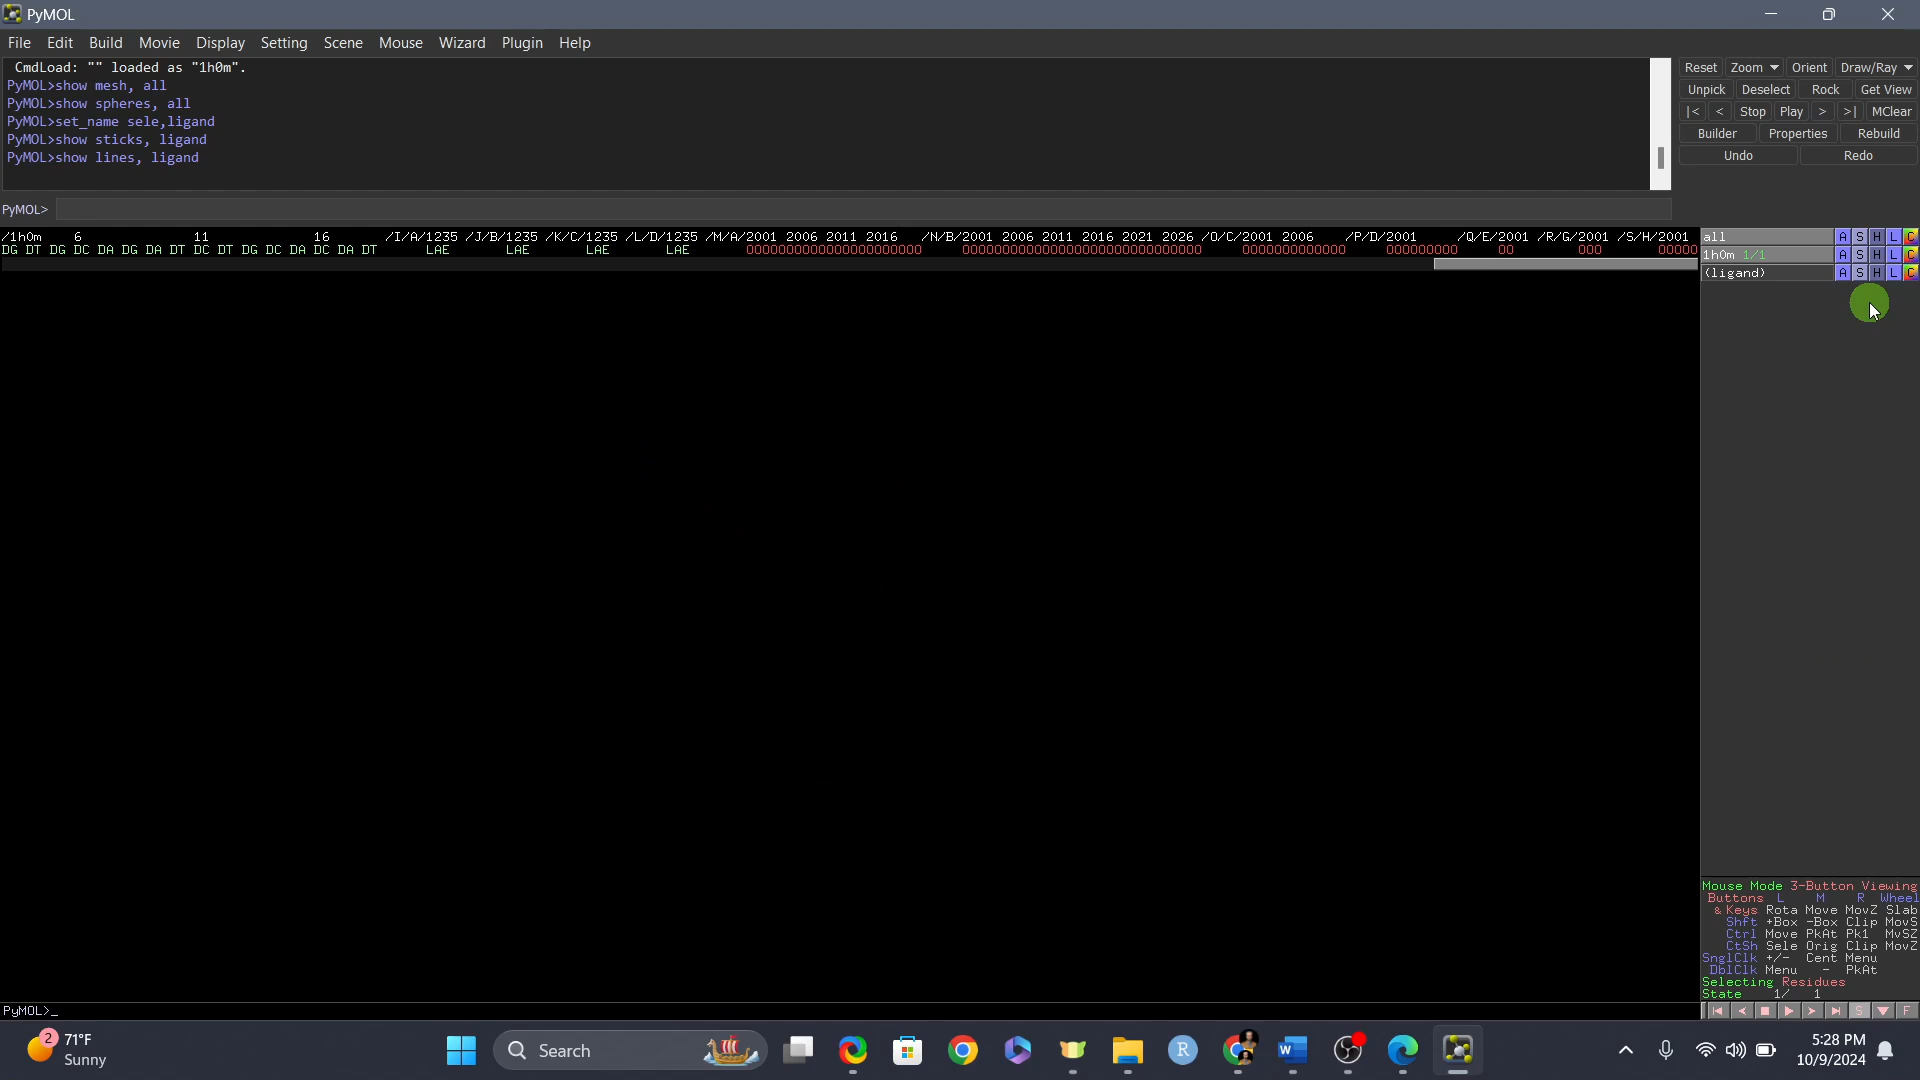 PyMOL
File Edit Build Movie Display Setting Scene Mouse Wizard Plugin Help
CmdLoad: "" loaded as "1h0m".
PyMOL>show mesh, all
PyMOL>show spheres, all
PyMOL>set_name sele,ligand
PyMOL>show sticks, ligand
PyMOL>show lines, ligand
Reset Zoom Orient Draw/Ray
Unpick Deselect Rock Get View
|< < Stop Play > >| MClear
Builder Properties Rebuild
Undo Redo
PyMOL>
/1h0m 6 11 16 /I/A/1235 /J/B/1235 /K/C/1235 /L/D/1235 /M/A/2001 2006 2011 2016 /N/B/2001 2006 2011 2016 2021 2026 /O/C/2001 2006 /P/D/2001 /Q/E/2001 /R/G/2001 /S/H/2001
DG DT DG DC DA DG DA DT DC DT DG DC DA DC DA DT LAE LAE LAE LAE OOOOOOOOOOOOOOOOOOOOOO OOOOOOOOOOOOOOOOOOOOOOOOOOOOOO OOOOOOOOOOOOO OOOOOOOOO OO OOO OOOOO
all A S H L C
1h0m 1/1 A S H L C
(ligand) A S H L C
Mouse Mode 3-Button Viewing
Buttons L M R Wheel
& Keys Rota Move MovZ Slab
Shft +Box -Box Clip MovS
Ctrl Move PkAt Pk1 MvSZ
CtSh Sele Orig Clip MovZ
SnglClk +/- Cent Menu
DblClk Menu - PkAt
Selecting Residues
State 1/ 1
PyMOL>_
S F
2 71°F
Sunny
Search
R
W
5:28 PM
10/9/2024